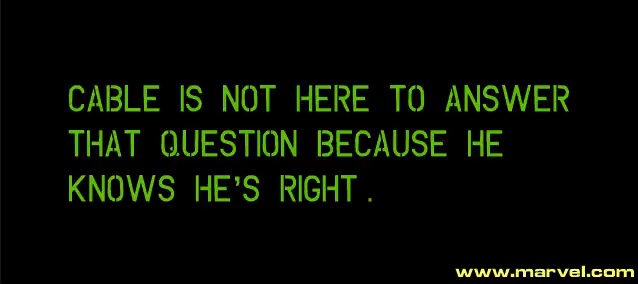 CABLE IS NOT HERE TO ANSWER
THAT QUESTION BECAUSE HE
KNOWS HE'S RIGHT.
www.marvel.com